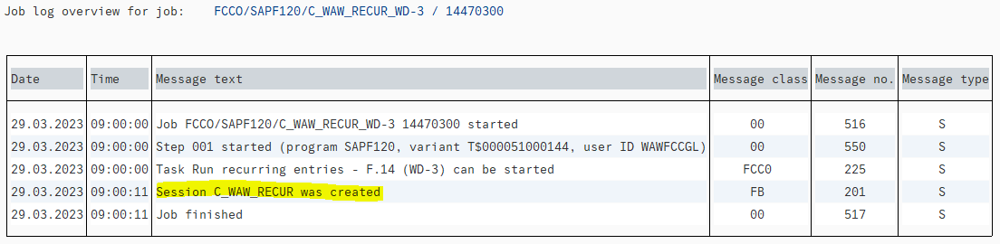 Job log overview for job: FCCO/SAPF120/C_WAW_RECUR_WD-3 / 14470300
Date Time Message text Message class Message no. Message type
29.03.2023 09:00:00 Job FCCO/SAPF120/C_WAW_RECUR_WD-3 14470300 started 00 516 S
29.03.2023 09:00:00 Step 001 started (program SAPF120, variant T$000051000144, user ID WAWFCCGL) 00 550 S
29.03.2023 09:00:00 Task Run recurring entries - F.14 (WD-3) can be started FCC0 225 S
29.03.2023 09:00:11 Session C_WAW_RECUR was created FB 201 S
29.03.2023 09:00:11 Job finished 00 517 S